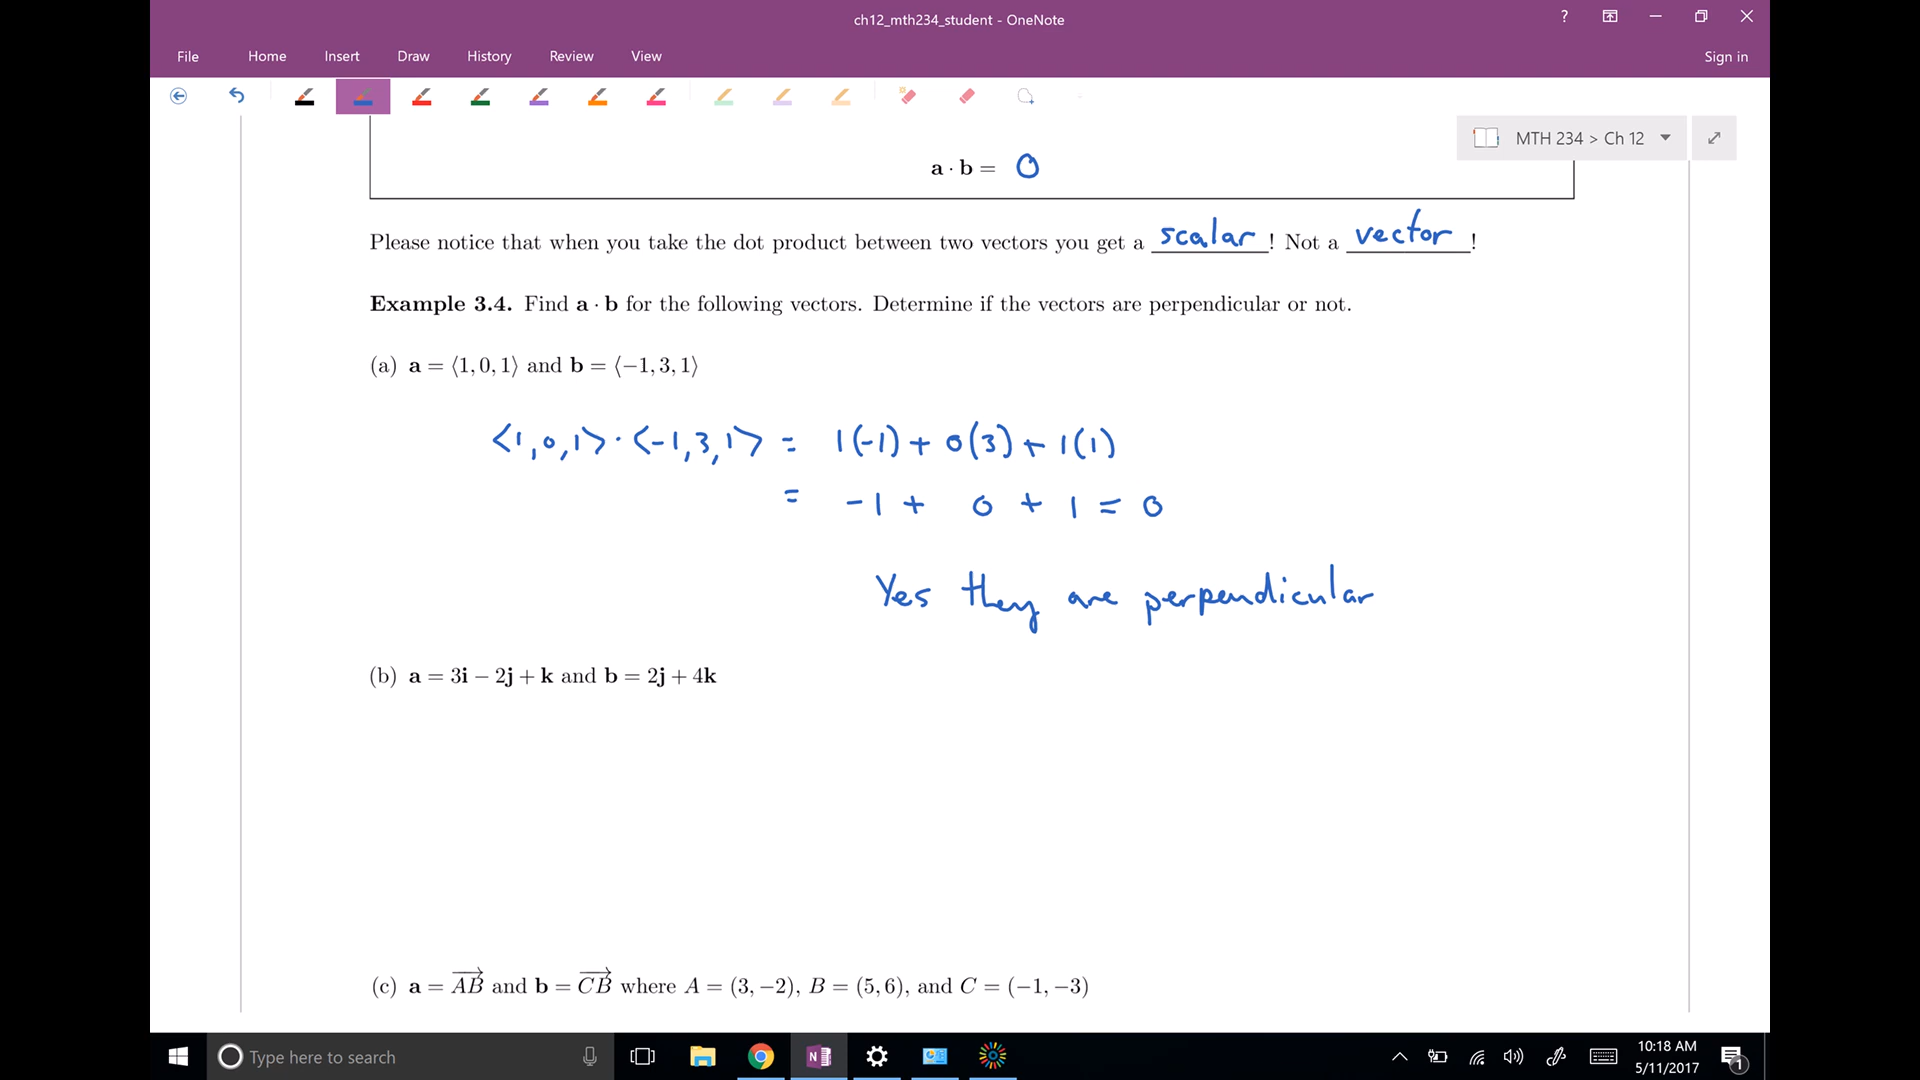 ch12_mth234_student - OneNote
?
File Home Insert Draw History Review View Sign in
MTH 234 > Ch 12
a · b = 0
Please notice that when you take the dot product between two vectors you get a scalar! Not a vector!
Example 3.4. Find a · b for the following vectors. Determine if the vectors are perpendicular or not.
(a) a = ⟨1, 0, 1⟩ and b = ⟨−1, 3, 1⟩
<1,0,1> · <-1,3,1> = 1(-1) + 0(3) + 1(1)
= -1 + 0 + 1 = 0
Yes they are perpendicular
(b) a = 3i − 2j + k and b = 2j + 4k
(c) a = \overrightarrow{AB} and b = \overrightarrow{CB} where A = (3, −2), B = (5, 6), and C = (−1, −3)
Type here to search
N
10:18 AM
5/11/2017
1